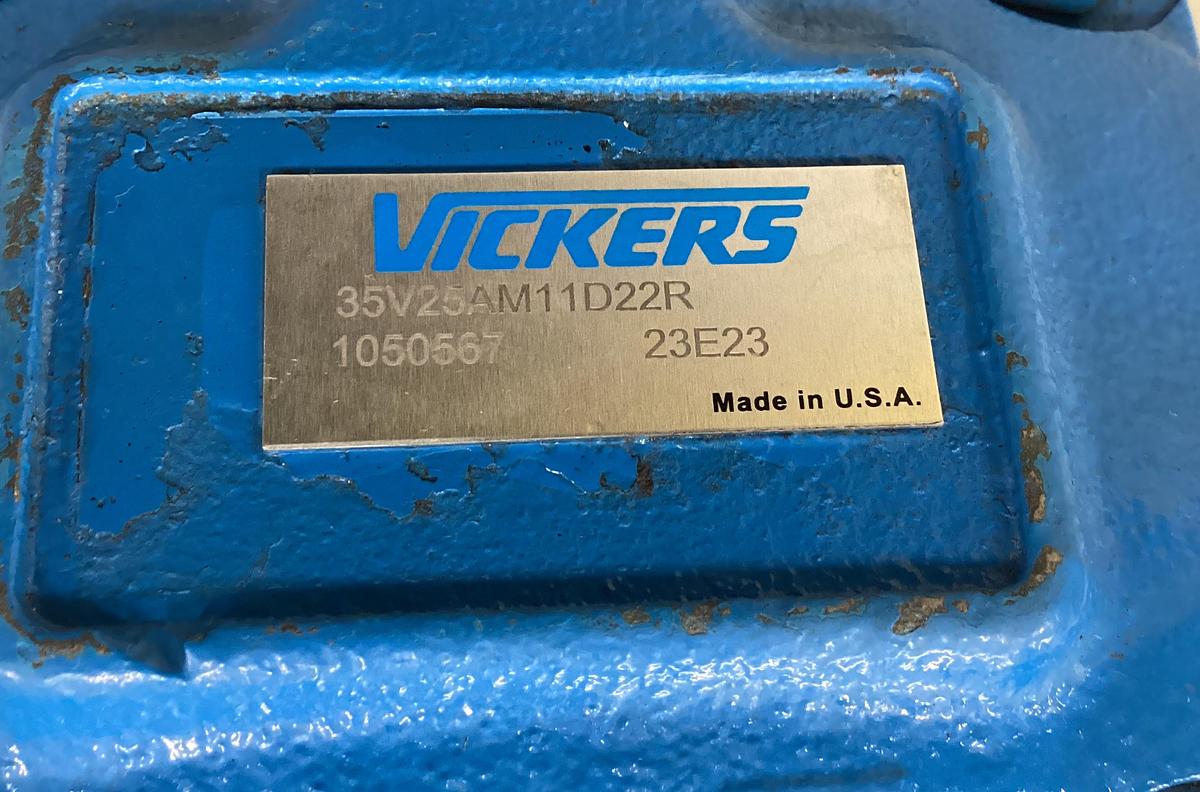 VICKERS
35V25AM11D22R
1050567 23E23
Made in U.S.A.